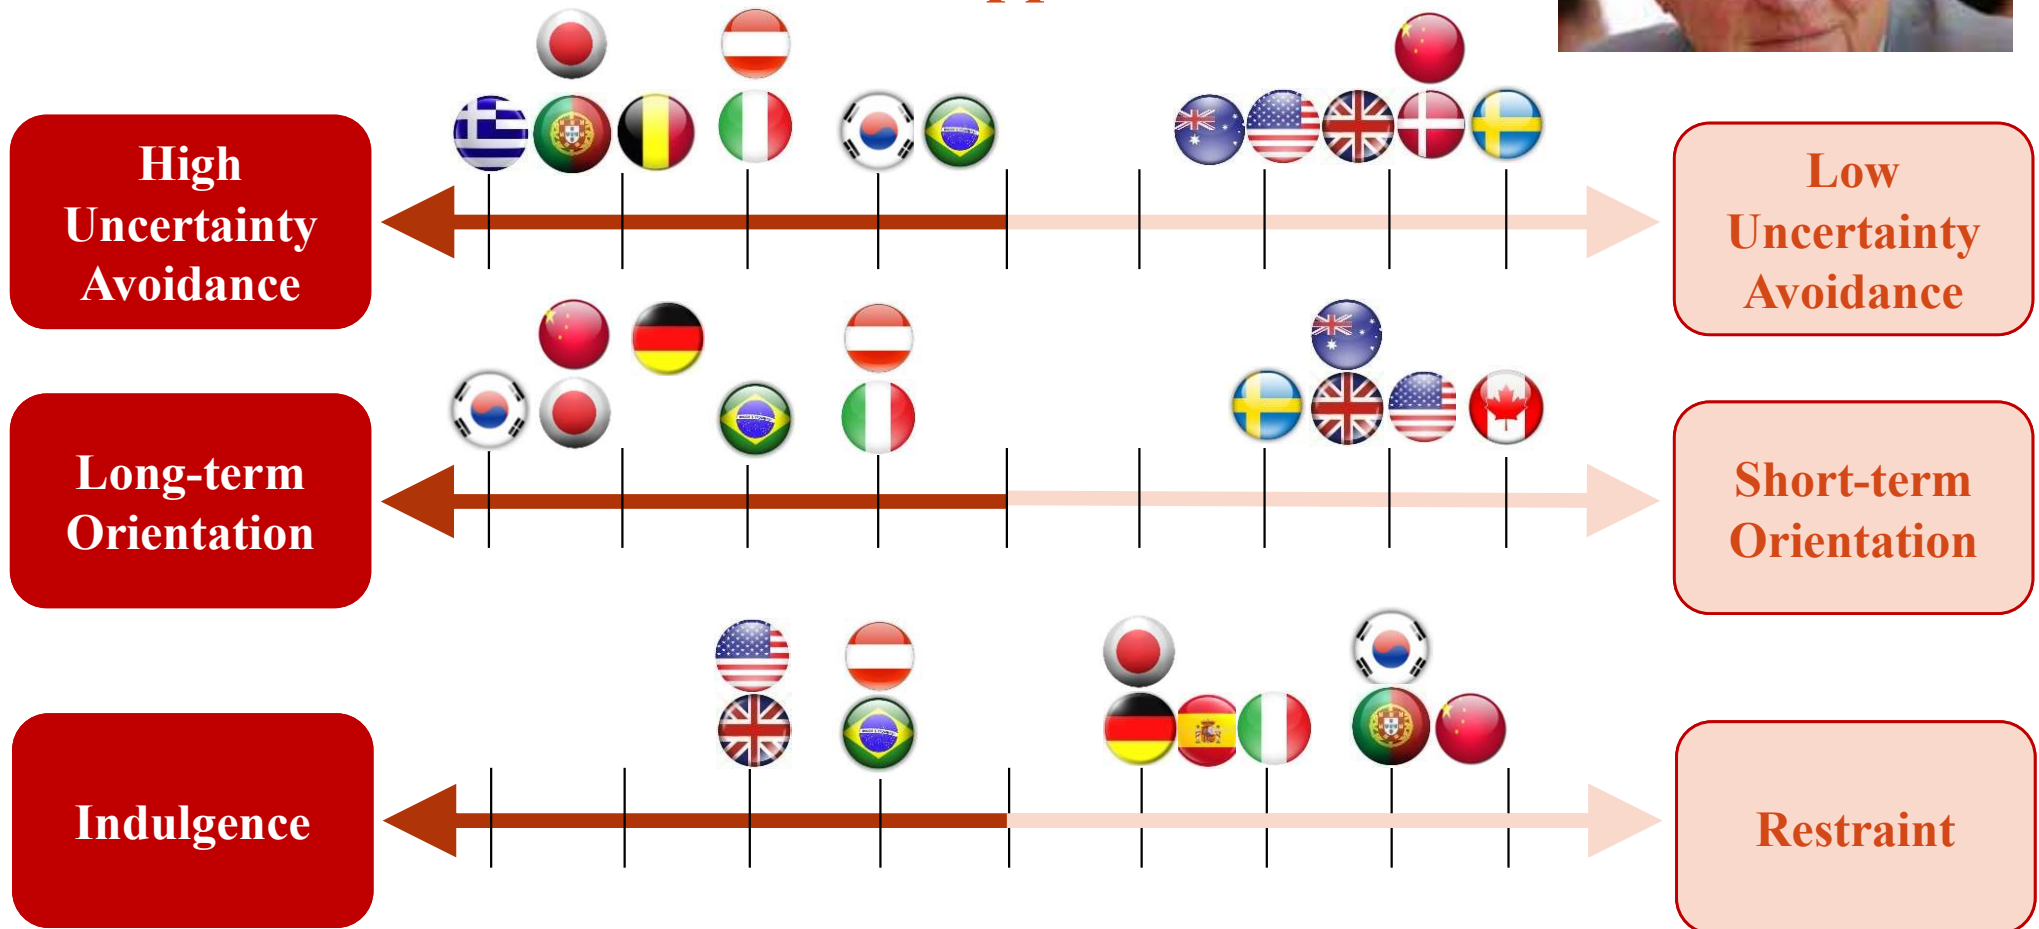 High
Uncertainty
Avoidance
Low
Uncertainty
Avoidance
Long-term
Orientation
Short-term
Orientation
Indulgence
Restraint